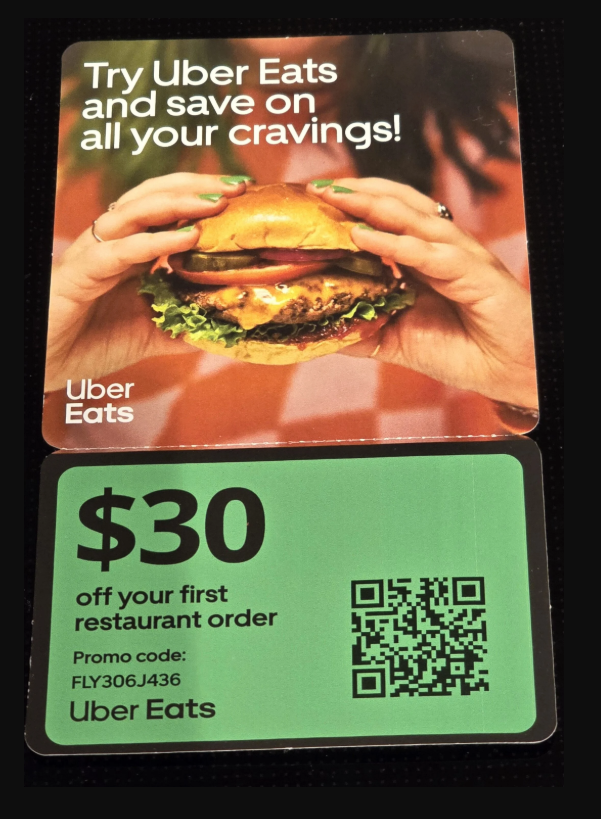 Try Uber Eats
and save on
all your cravings!
Uber
Eats
$30
off your first
restaurant order
Promo code:
FLY306J436
Uber Eats